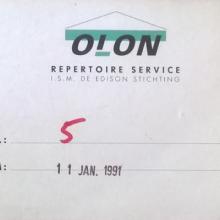 OLON
REPERTOIRE SERVICE
I.S.M. DE EDISON STICHTING
.: 5
A: 11 JAN. 1991